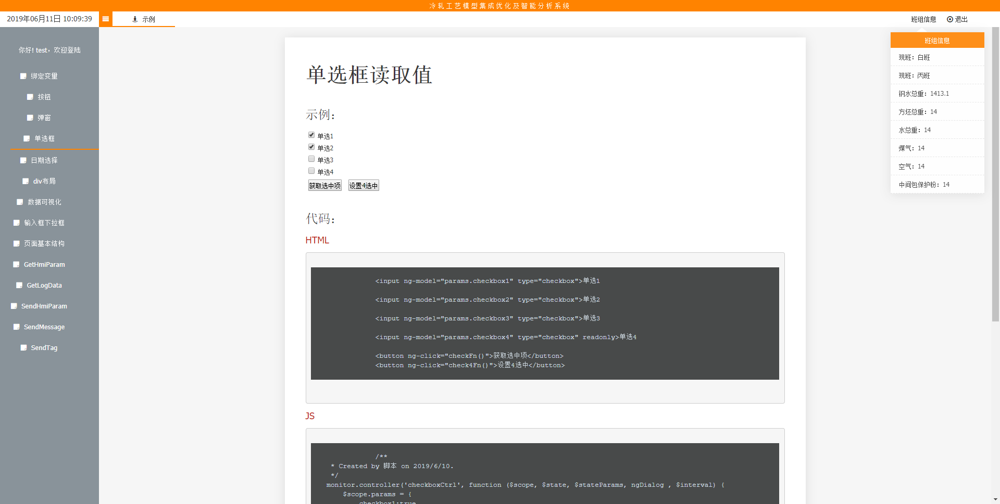 冷轧工艺模型集成优化及智能分析系统
2019年06月11日 10:09:39
示例
班组信息
退出
你好! test，欢迎登陆
绑定变量
按钮
弹窗
单选框
日期选择
div布局
数据可视化
输入框下拉框
页面基本结构
GetHmiParam
GetLogData
SendHmiParam
SendMessage
SendTag
单选框读取值
示例：
单选1
单选2
单选3
单选4
获取选中项 设置4选中
代码：
HTML
<input ng-model="params.checkbox1" type="checkbox">单选1
<input ng-model="params.checkbox2" type="checkbox">单选2
<input ng-model="params.checkbox3" type="checkbox">单选3
<input ng-model="params.checkbox4" type="checkbox" readonly>单选4
<button ng-click="checkFn()">获取选中项</button>
<button ng-click="check4Fn()">设置4选中</button>
JS
/**
* Created by 脚本 on 2019/6/10.
*/
monitor.controller('checkboxCtrl', function ($scope, $state, $stateParams, ngDialog , $interval) {
$scope.params = {
checkbox1:true
班组信息
现班：白班
现班：丙班
钢水总重：1413.1
方坯总重：14
水总重：14
煤气：14
空气：14
中间包保护粉：14